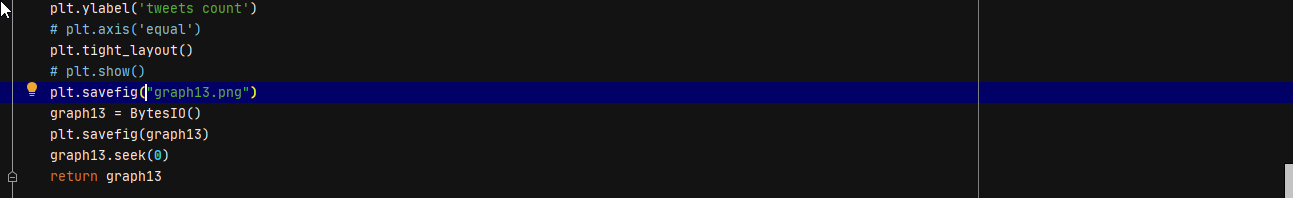 plt.ylabel('tweets count')
# plt.axis('equal')
plt.tight_layout()
# plt.show()
plt.savefig("graph13.png")
graph13 = BytesIO()
plt.savefig(graph13)
graph13.seek(0)
return graph13